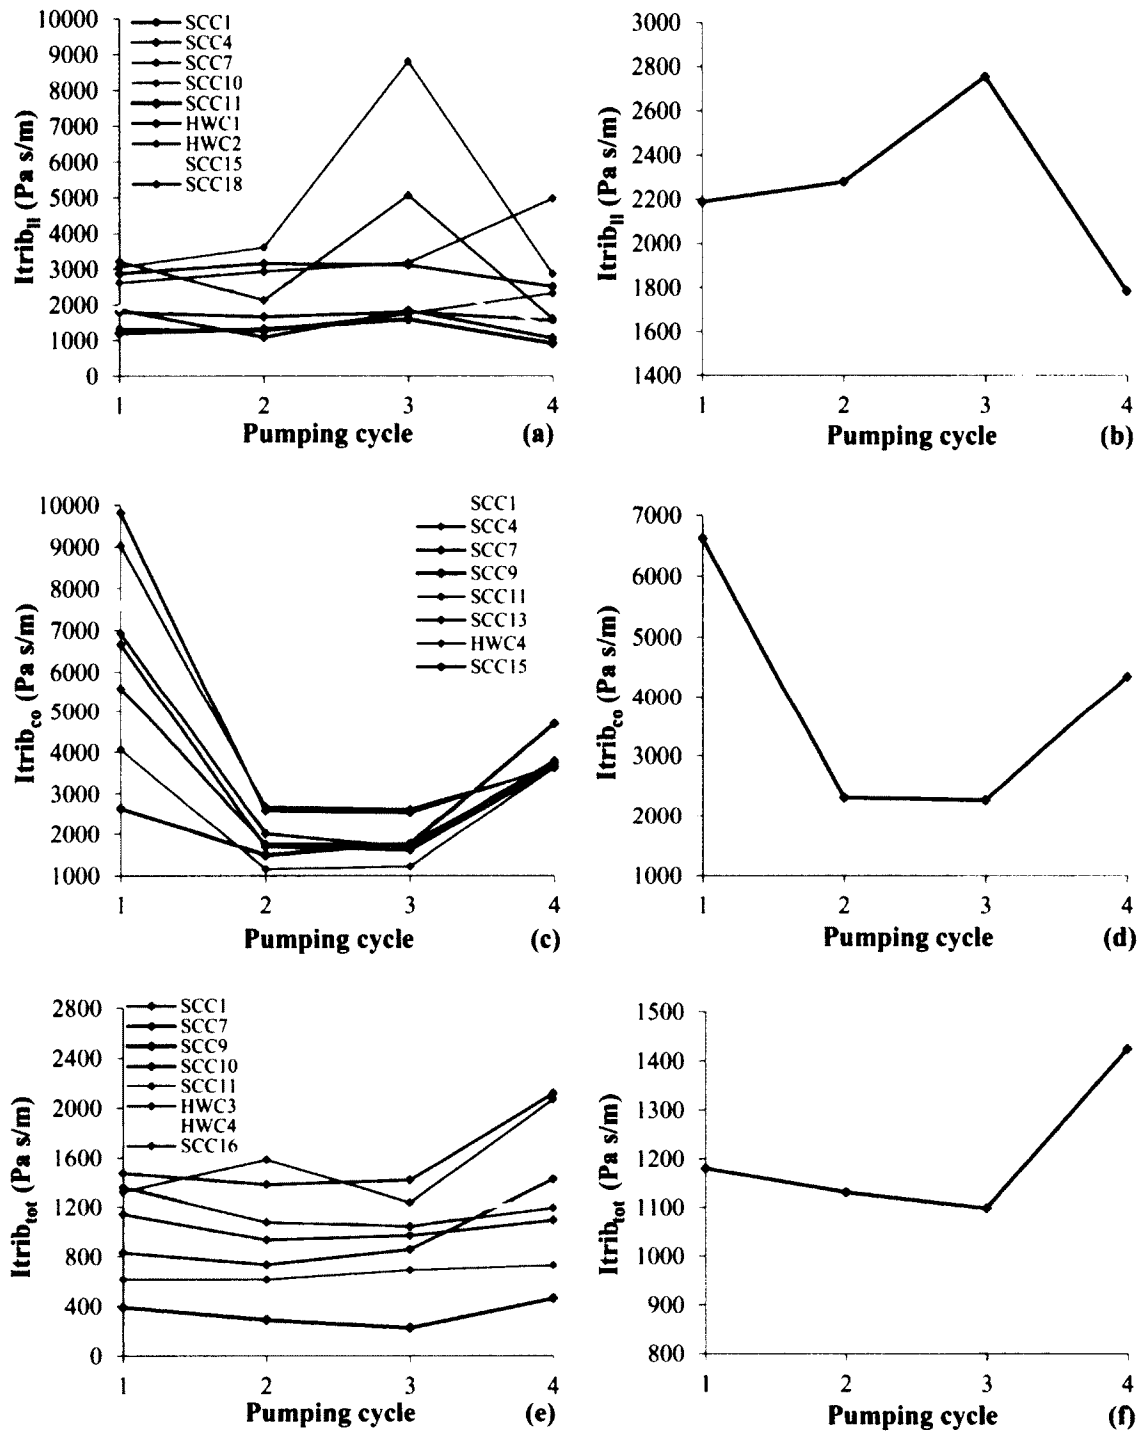 10000
9000
8000
7000
6000
5000
4000
3000
2000
1000
0
Itrib_ll (Pa s/m)
SCC1
SCC4
SCC7
SCC10
SCC11
HWC1
HWC2
SCC15
SCC18
1 2 3 4
Pumping cycle (a)
3000
2800
2600
2400
2200
2000
1800
1600
1400
Itrib_ll (Pa s/m)
1 2 3 4
Pumping cycle (b)
10000
9000
8000
7000
6000
5000
4000
3000
2000
1000
Itrib_co (Pa s/m)
SCC1
SCC4
SCC7
SCC9
SCC11
SCC13
HWC4
SCC15
1 2 3 4
Pumping cycle (c)
7000
6000
5000
4000
3000
2000
1000
Itrib_co (Pa s/m)
1 2 3 4
Pumping cycle (d)
2800
2400
2000
1600
1200
800
400
0
Itrib_tot (Pa s/m)
SCC1
SCC7
SCC9
SCC10
SCC11
HWC3
HWC4
SCC16
1 2 3 4
Pumping cycle (e)
1500
1400
1300
1200
1100
1000
900
800
Itrib_tot (Pa s/m)
1 2 3 4
Pumping cycle (f)